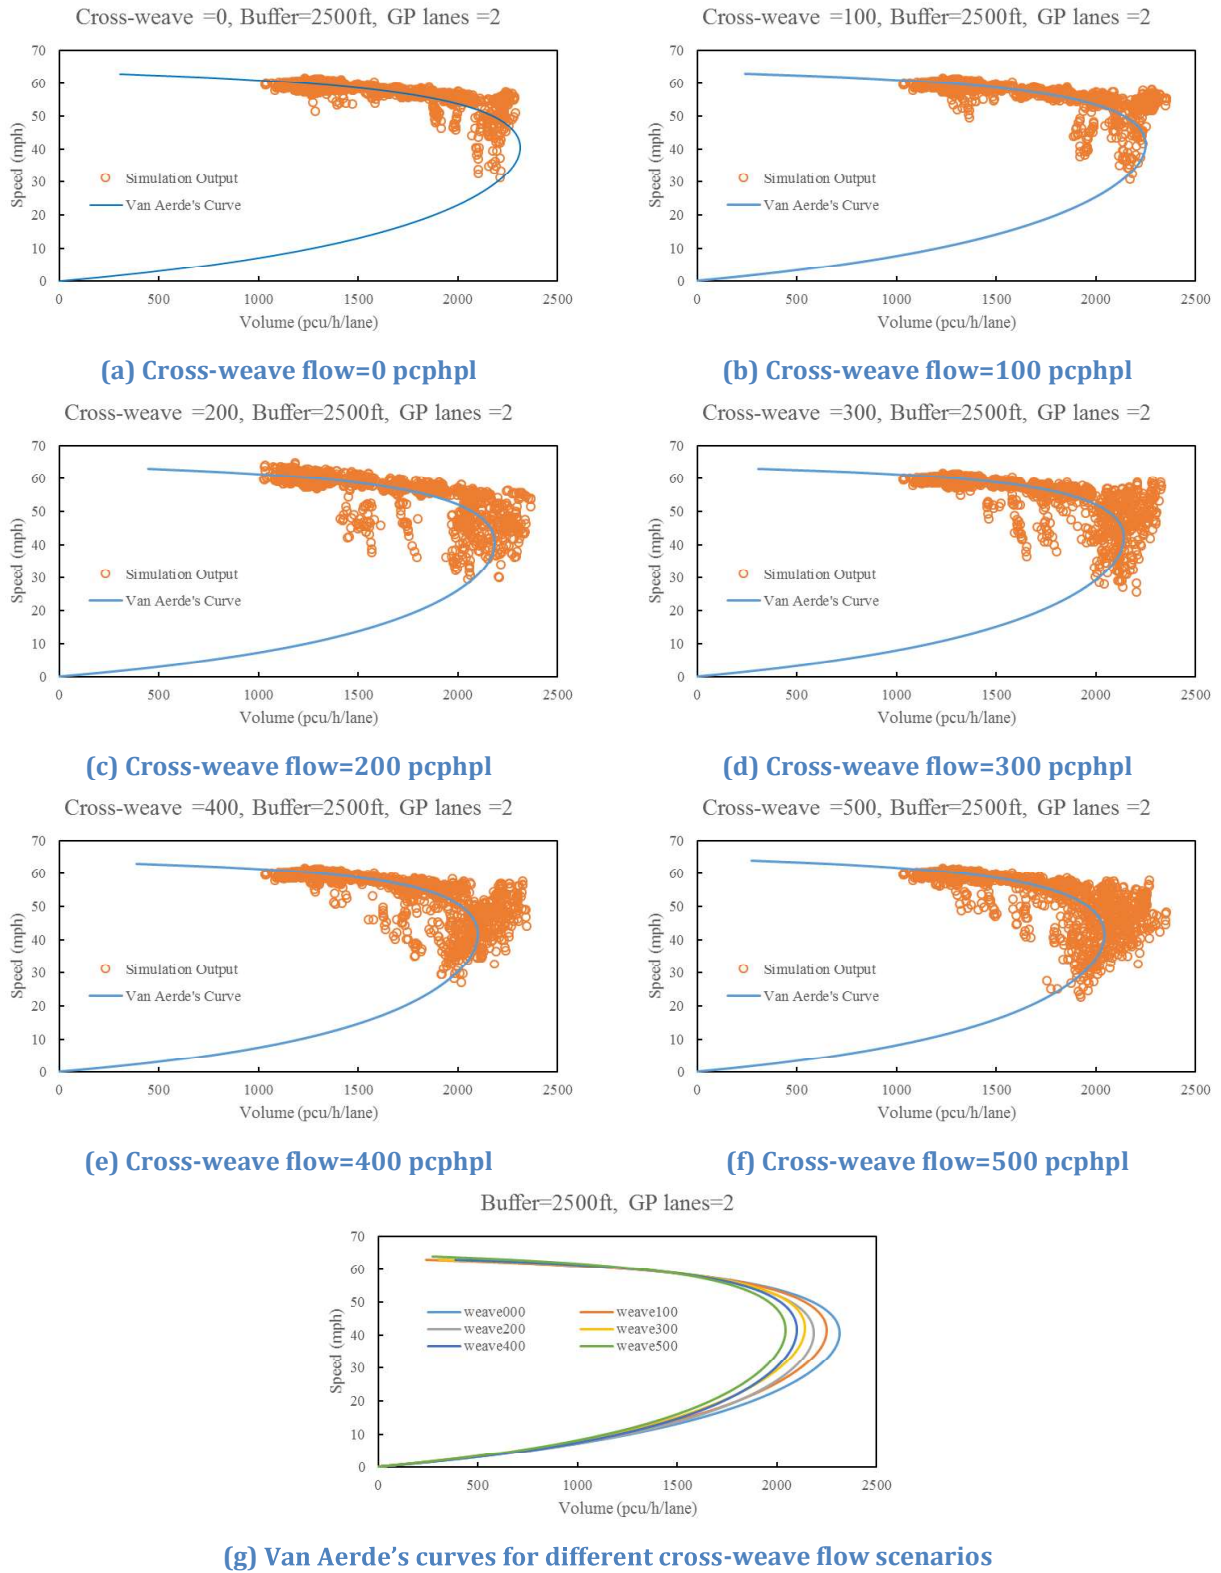 Cross-weave =0, Buffer=2500ft, GP lanes =2
70
60
50
40
30
20
10
0
Speed (mph)
Simulation Output
Van Aerde's Curve
0 500 1000 1500 2000 2500
Volume (pcu/h/lane)
(a) Cross-weave flow=0 pcphpl
Cross-weave =100, Buffer=2500ft, GP lanes =2
70
60
50
40
30
20
10
0
Speed (mph)
Simulation Output
Van Aerde's Curve
0 500 1000 1500 2000 2500
Volume (pcu/h/lane)
(b) Cross-weave flow=100 pcphpl
Cross-weave =200, Buffer=2500ft, GP lanes =2
70
60
50
40
30
20
10
0
Speed (mph)
Simulation Output
Van Aerde's Curve
0 500 1000 1500 2000 2500
Volume (pcu/h/lane)
(c) Cross-weave flow=200 pcphpl
Cross-weave =300, Buffer=2500ft, GP lanes =2
70
60
50
40
30
20
10
0
Speed (mph)
Simulation Output
Van Aerde's Curve
0 500 1000 1500 2000 2500
Volume (pcu/h/lane)
(d) Cross-weave flow=300 pcphpl
Cross-weave =400, Buffer=2500ft, GP lanes =2
70
60
50
40
30
20
10
0
Speed (mph)
Simulation Output
Van Aerde's Curve
0 500 1000 1500 2000 2500
Volume (pcu/h/lane)
(e) Cross-weave flow=400 pcphpl
Cross-weave =500, Buffer=2500ft, GP lanes =2
70
60
50
40
30
20
10
0
Speed (mph)
Simulation Output
Van Aerde's Curve
0 500 1000 1500 2000 2500
Volume (pcu/h/lane)
(f) Cross-weave flow=500 pcphpl
Buffer=2500ft, GP lanes=2
70
60
50
40
30
20
10
0
Speed (mph)
weave000 weave100
weave200 weave300
weave400 weave500
0 500 1000 1500 2000 2500
Volume (pcu/h/lane)
(g) Van Aerde’s curves for different cross-weave flow scenarios